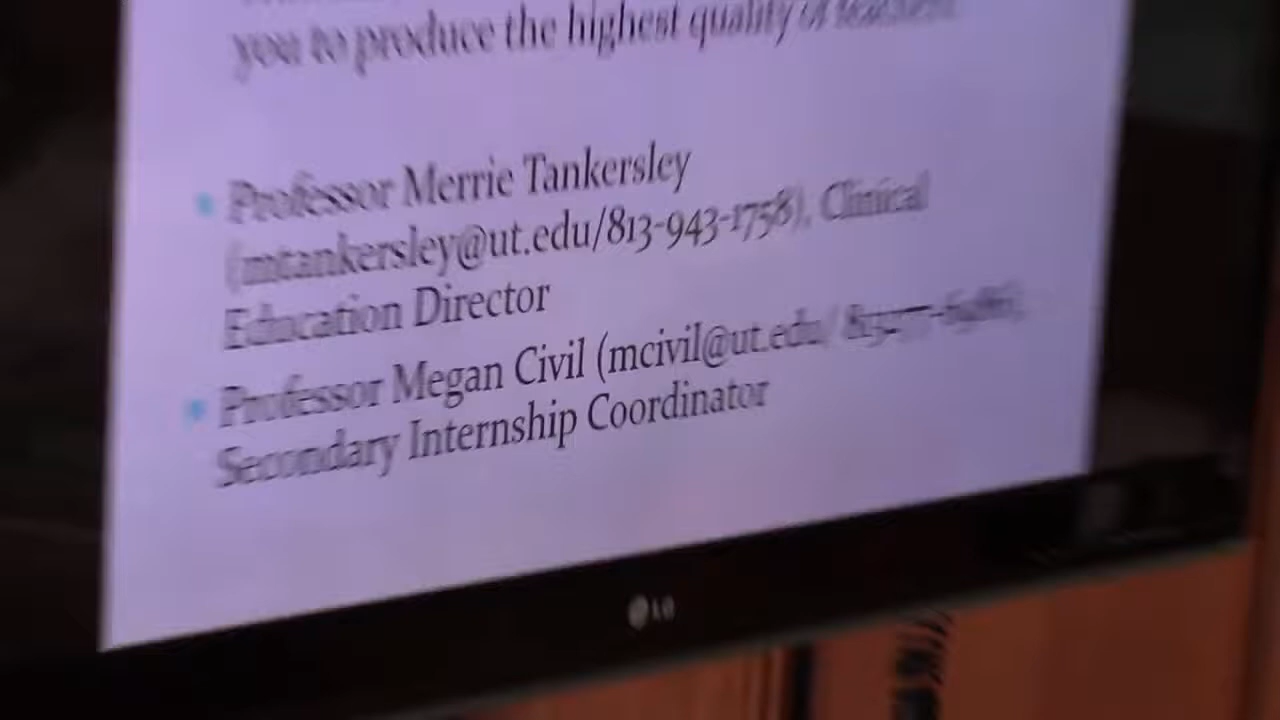 you to produce the highest quality of
Professor Merrie Tankersley
(mtankersley@ut.edu/813-943-1758), Clinical
Education Director
Professor Megan Civil (mcivil@ut.edu/
Secondary Internship Coordinator
LG